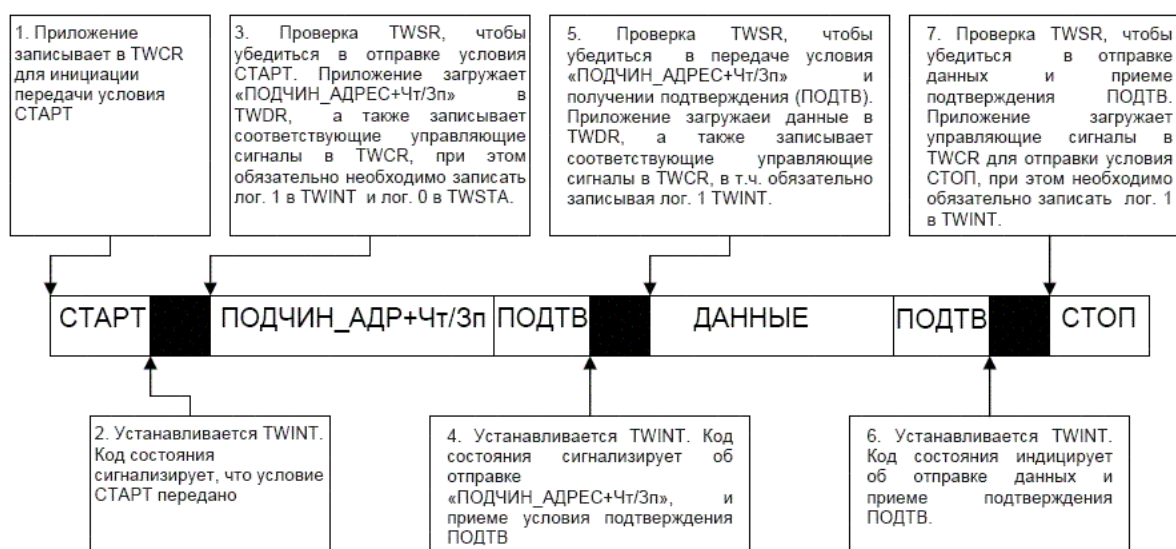 1. Приложение
записывает в TWCR
для инициации
передачи условия
СТАРТ
3. Проверка TWSR, чтобы
убедиться в отправке условия
СТАРТ. Приложение загружает
«ПОДЧИН_АДРЕС+Чт/Зп» в
TWDR, а также записывает
соответствующие управляющие
сигналы в TWCR, при этом
обязательно необходимо записать
лог. 1 в TWINT и лог. 0 в TWSTA.
5. Проверка TWSR, чтобы
убедиться в передаче условия
«ПОДЧИН_АДРЕС+Чт/Зп» и
получении подтверждения (ПОДТВ).
Приложение загружаеи данные в
TWDR, а также записывает
соответствующие управляющие
сигналы в TWCR, в т.ч. обязательно
записывая лог. 1 TWINT.
7. Проверка TWSR, чтобы
убедиться в отправке
данных и приеме
подтверждения ПОДТВ.
Приложение загружает
управляющие сигналы в
TWCR для отправки условия
СТОП, при этом необходимо
обязательно записать лог. 1
в TWINT.
СТАРТ ПОДЧИН_АДР+Чт/Зп ПОДТВ ДАННЫЕ ПОДТВ СТОП
2. Устанавливается TWINT.
Код состояния
сигнализирует, что условие
СТАРТ передано
4. Устанавливается TWINT. Код
состояния сигнализирует об
отправке
«ПОДЧИН_АДРЕС+Чт/Зп», и
приеме условия подтверждения
ПОДТВ
6. Устанавливается TWINT.
Код состояния индицирует
об отправке данных и
приеме подтверждения
ПОДТВ.